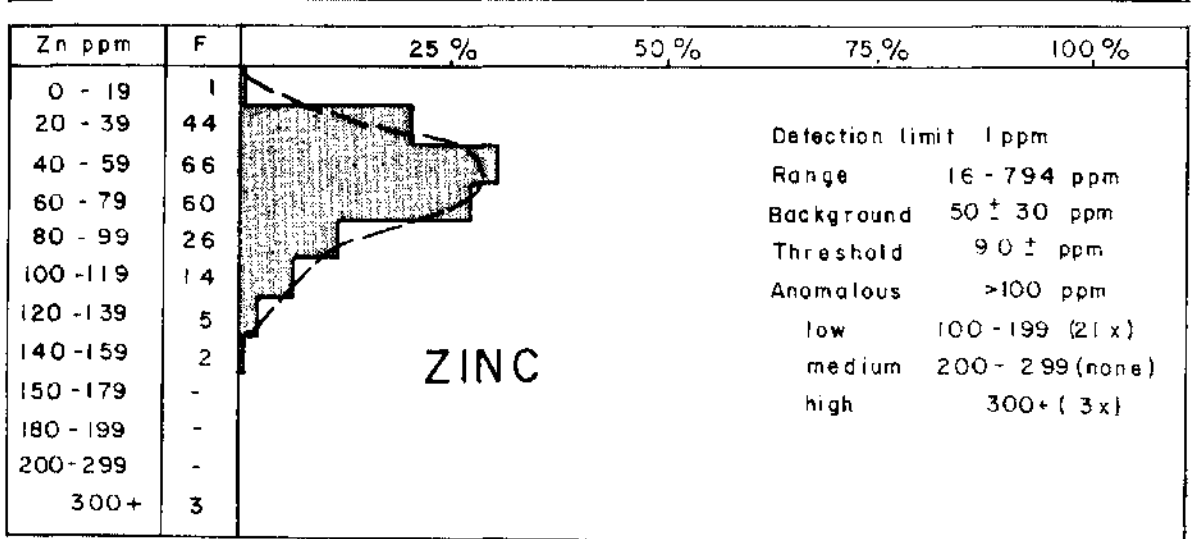 Zn ppm F 25 % 50 % 75 % 100 %
0 - 19 1
20 - 39 44
40 - 59 66
60 - 79 60
80 - 99 26
100 - 119 14
120 - 139 5
140 - 159 2
150 - 179 -
180 - 199 -
200 - 299 -
300 + 3
ZINC
Detection limit 1 ppm
Range 16 - 794 ppm
Background 50 ± 30 ppm
Threshold 90 ± ppm
Anomalous >100 ppm
low 100 - 199 (21 x)
medium 200 - 299 (none)
high 300+ ( 3 x)